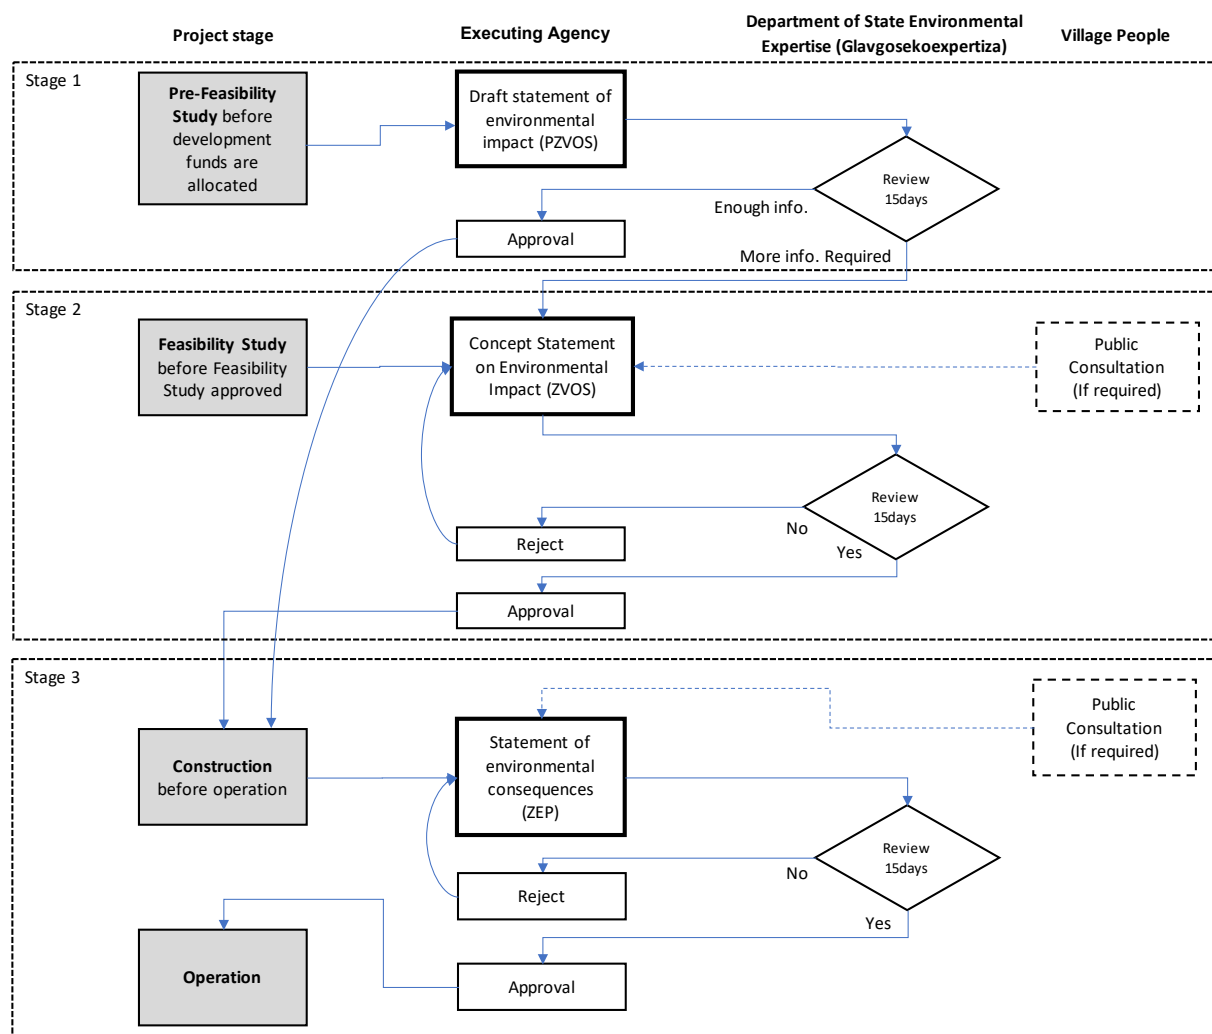 Project stage
Executing Agency
Department of State Environmental
Expertise (Glavgosekoexpertiza)
Village People
Stage 1
Pre-Feasibility
Study before
development
funds are
allocated
Draft statement of
environmental
impact (PZVOS)
Review
15days
Enough info.
Approval
More info. Required
Stage 2
Feasibility Study
before Feasibility
Study approved
Concept Statement
on Environmental
Impact (ZVOS)
Public
Consultation
(If required)
Review
15days
No
Yes
Reject
Approval
Stage 3
Construction
before operation
Statement of
environmental
consequences
(ZEP)
Public
Consultation
(If required)
Review
15days
No
Reject
Yes
Operation
Approval